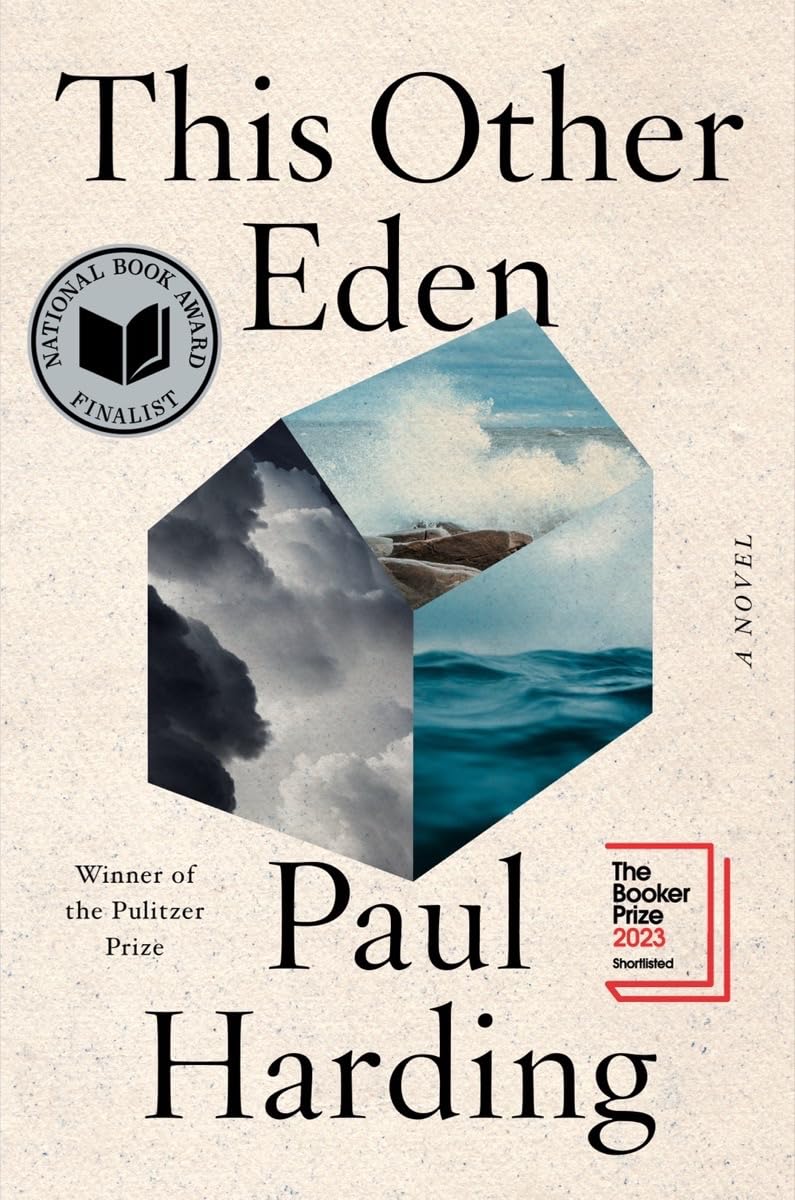 This Other
Eden
NATIONAL BOOK AWARD
FINALIST
A NOVEL
Winner of
the Pulitzer
Prize
Paul
Harding
The
Booker
Prize
2023
Shortlisted